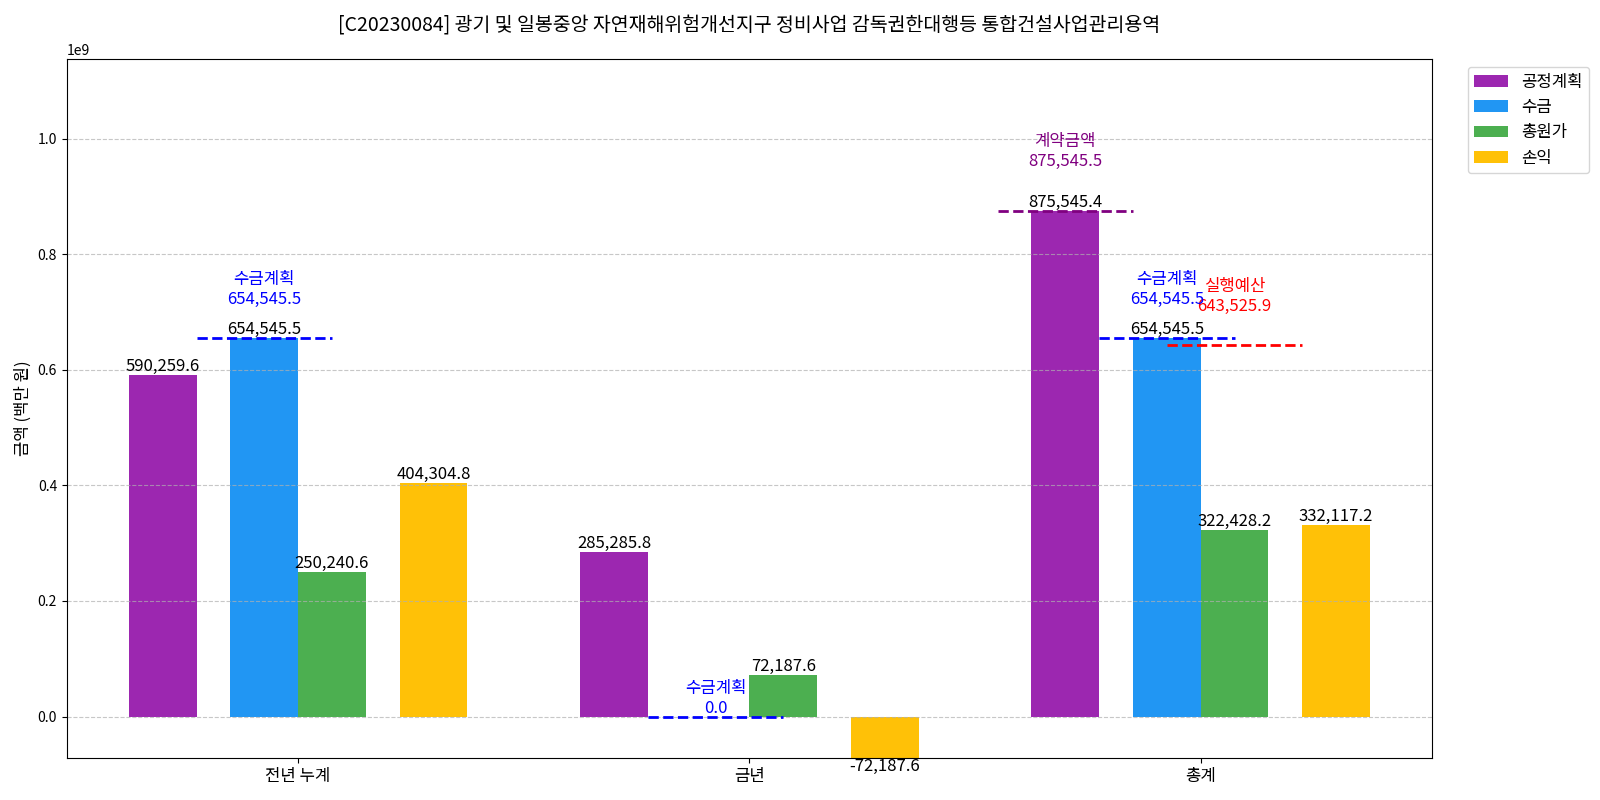 [C20230084] 광기 및 일봉중앙 자연재해위험개선지구 정비사업 감독권한대행등 통합건설사업관리용역
1e9
공정계획
수금
총원가
손익
금액 (백만 원)
1.0
0.8
0.6
0.4
0.2
0.0
590,259.6
수금계획
654,545.5
654,545.5
250,240.6
404,304.8
285,285.8
수금계획
0.0
72,187.6
-72,187.6
계약금액
875,545.5
875,545.4
수금계획
654,545.5
654,545.5
실행예산
643,525.9
322,428.2
332,117.2
전년 누계
금년
총계